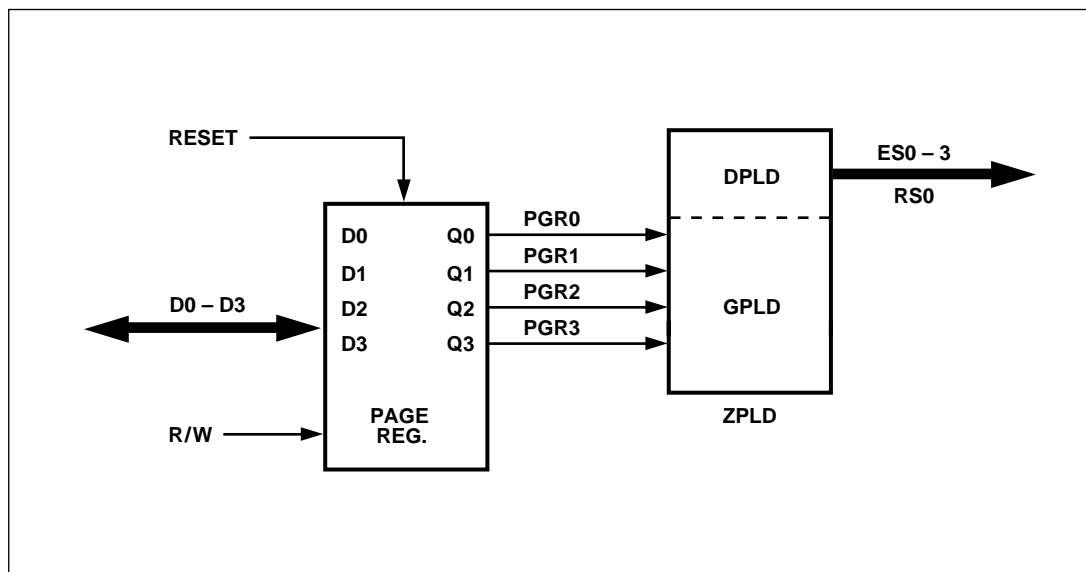 RESET
D0 – D3
R/W
D0
D1
D2
D3
Q0
Q1
Q2
Q3
PAGE
REG.
PGR0
PGR1
PGR2
PGR3
DPLD
GPLD
ZPLD
ES0 – 3
RS0